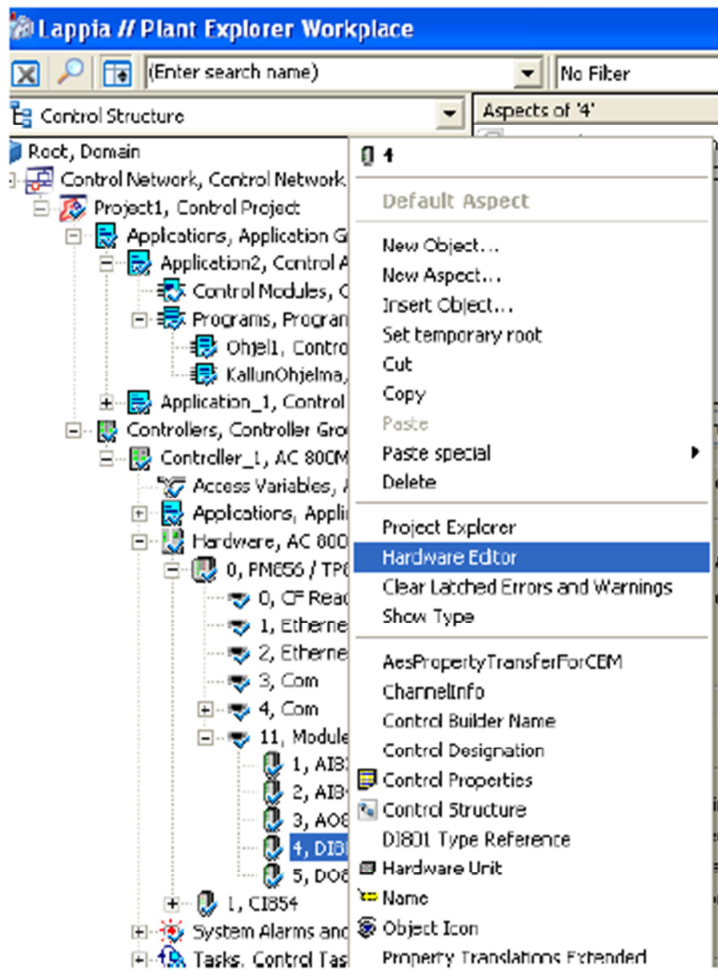 Lappia // Plant Explorer Workplace
(Enter search name)
No Filter
Control Structure
Aspects of '4'
Root, Domain
Control Network, Control Network
Project1, Control Project
Applications, Application G
Application2, Control A
Control Modules, C
Programs, Program
Ohjel1, Contro
KallunOhjelma,
Application_1, Control
Controllers, Controller Gro
Controller_1, AC 800M
Access Variables, A
Applications, Appli
Hardware, AC 800
0, PM856 / TP8
0, CF Read
1, Etherne
2, Etherne
3, Com
4, Com
11, Module
1, AI8
2, AI8
3, AO8
4, DI8
5, DO8
1, CI854
System Alarms and
Tasks, Control Tas
4
Default Aspect
New Object...
New Aspect...
Insert Object...
Set temporary root
Cut
Copy
Paste
Paste special
Delete
Project Explorer
Hardware Editor
Clear Latched Errors and Warnings
Show Type
AesPropertyTransferForCBM
ChannelInfo
Control Builder Name
Control Designation
Control Properties
Control Structure
DI801 Type Reference
Hardware Unit
Name
Object Icon
Property Translations Extended